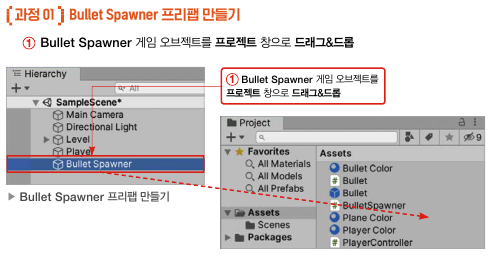 [과정 01] Bullet Spawner 프리팹 만들기
① Bullet Spawner 게임 오브젝트를 프로젝트 창으로 드래그&드롭
Hierarchy
All
SampleScene*
Main Camera
Directional Light
Level
Player
Bullet Spawner
① Bullet Spawner 게임 오브젝트를
프로젝트 창으로 드래그&드롭
▶ Bullet Spawner 프리팹 만들기
Project
9
Favorites
All Materials
All Models
All Prefabs
Assets
Scenes
Packages
Assets
Bullet Color
Bullet
Bullet
BulletSpawner
Plane Color
Player Color
PlayerController